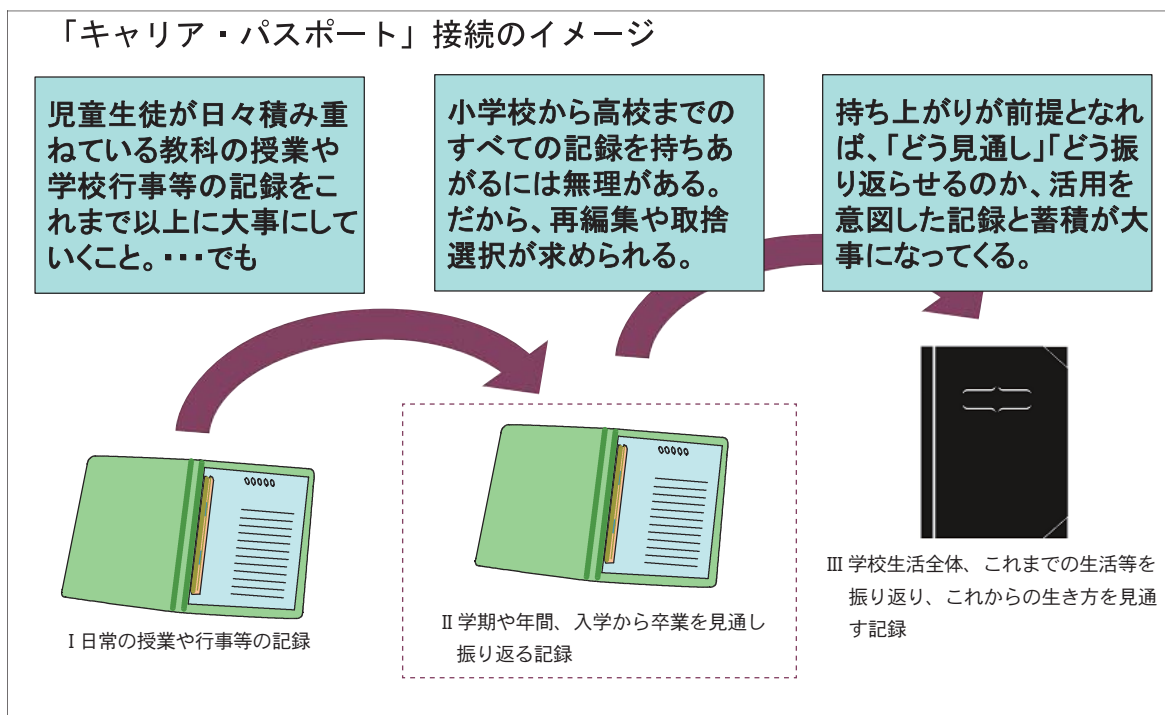 「キャリア・パスポート」接続のイメージ
児童生徒が日々積み重
ねている教科の授業や
学校行事等の記録をこ
れまで以上に大事にして
いくこと。・・・でも
小学校から高校までの
すべての記録を持ちあ
がるには無理がある。
だから、再編集や取捨
選択が求められる。
持ち上がりが前提となれ
ば、「どう見通し」「どう振
り返らせるのか、活用を
意図した記録と蓄積が大
事になってくる。
Ⅰ日常の授業や行事等の記録
Ⅱ学期や年間、入学から卒業を見通し
振り返る記録
Ⅲ学校生活全体、これまでの生活等を
振り返り、これからの生き方を見通
す記録